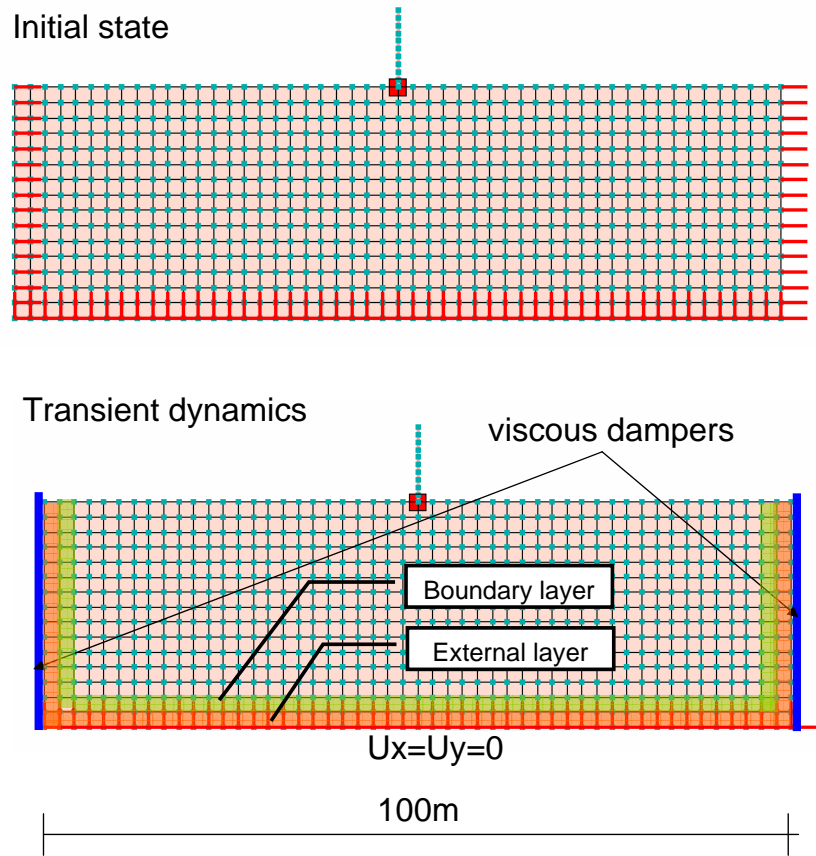 Initial state
Transient dynamics
viscous dampers
Boundary layer
External layer
Ux=Uy=0
100m